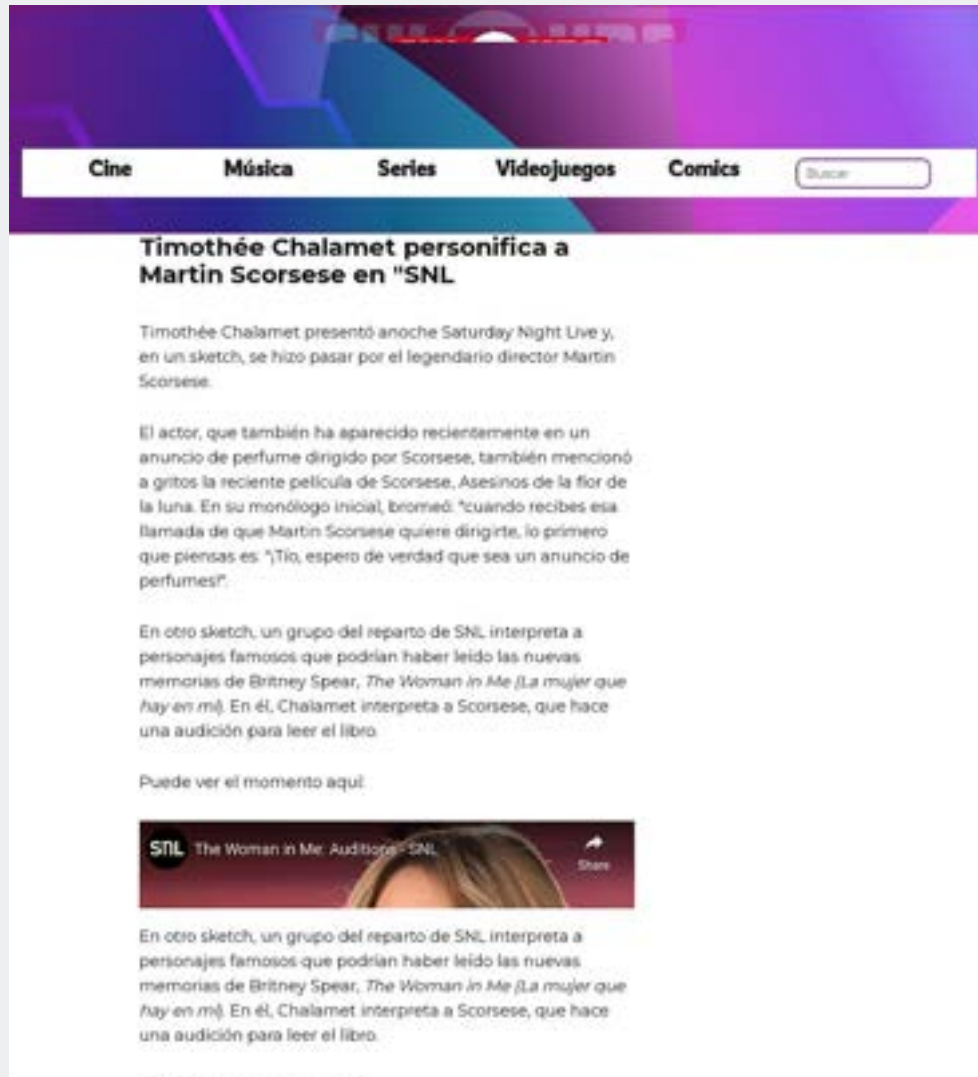 Cine Música Series Videojuegos Comics Buscar
Timothée Chalamet personifica a
Martin Scorsese en "SNL
Timothée Chalamet presentó anoche Saturday Night Live y,
en un sketch, se hizo pasar por el legendario director Martin
Scorsese.
El actor, que también ha aparecido recientemente en un
anuncio de perfume dirigido por Scorsese, también mencionó
a gritos la reciente película de Scorsese, Asesinos de la flor de
la luna. En su monólogo inicial, bromeó: "cuando recibes esa
llamada de que Martin Scorsese quiere dirigirte, lo primero
que piensas es: "¡Tío, espero de verdad que sea un anuncio de
perfumes!".
En otro sketch, un grupo del reparto de SNL interpreta a
personajes famosos que podrían haber leído las nuevas
memorias de Britney Spear, The Woman in Me (La mujer que
hay en mí). En él, Chalamet interpreta a Scorsese, que hace
una audición para leer el libro.
Puede ver el momento aquí:
SNL The Woman in Me: Auditions - SNL
Share
En otro sketch, un grupo del reparto de SNL interpreta a
personajes famosos que podrían haber leído las nuevas
memorias de Britney Spear, The Woman in Me (La mujer que
hay en mí). En él, Chalamet interpreta a Scorsese, que hace
una audición para leer el libro.